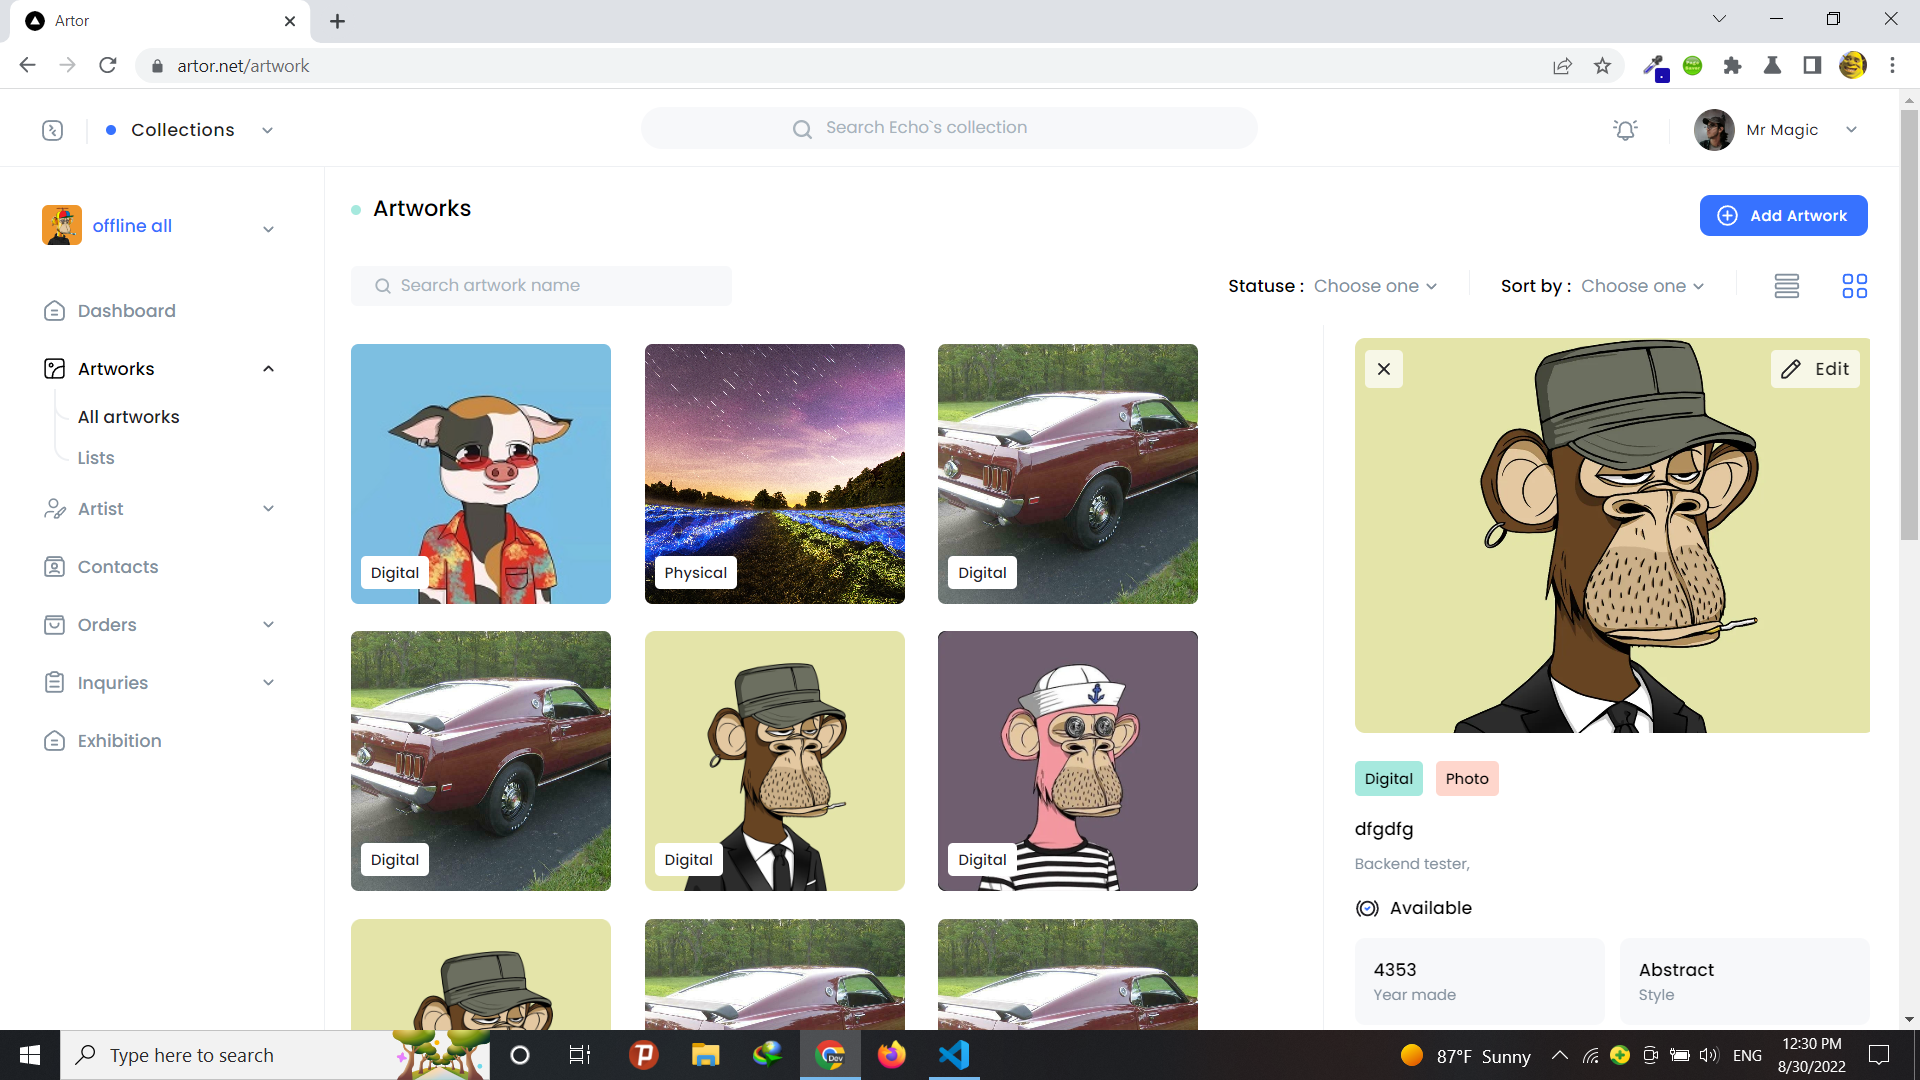 Artor
artor.net/artwork
Collections
Search Echo`s collection
Mr Magic
offline all
Artworks
Add Artwork
Search artwork name
Statuse : Choose one
Sort by : Choose one
Dashboard
Artworks
All artworks
Lists
Artist
Contacts
Orders
Inquries
Exhibition
Digital
Physical
Digital
Digital
Digital
Digital
Edit
Digital
Photo
dfgdfg
Backend tester,
Available
4353
Year made
Abstract
Style
Type here to search
Dev
87°F Sunny
ENG
12:30 PM
8/30/2022